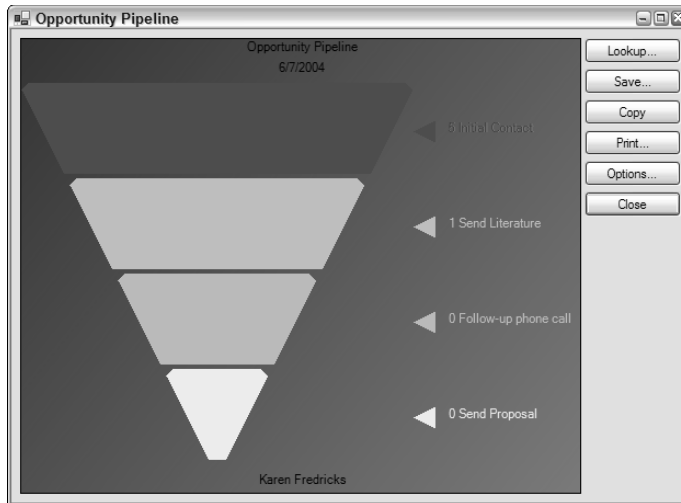 Opportunity Pipeline
Opportunity Pipeline
6/7/2004
5 Initial Contact
1 Send Literature
0 Follow-up phone call
0 Send Proposal
Karen Fredricks
Lookup...
Save...
Copy
Print...
Options...
Close